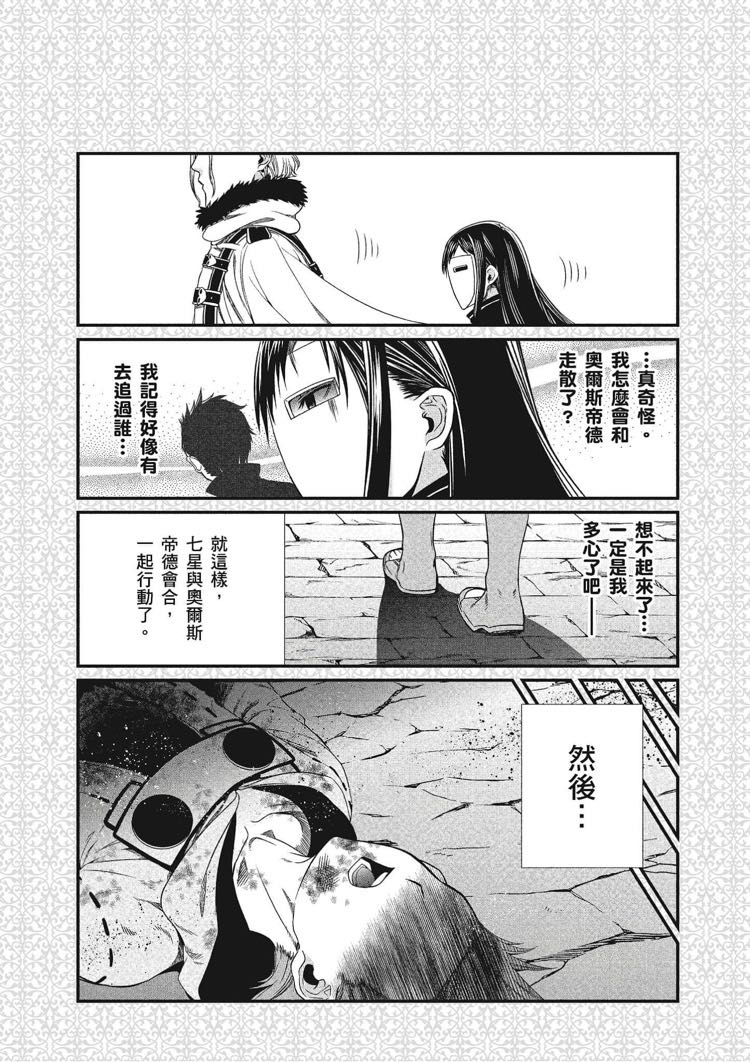 …真奇怪。
我怎麼會和
奧爾斯帝德
走散了?
我記得好像有
去追過誰…
想不起來了…
一定是我
多心了吧——
就這樣，
七星與奧爾斯
帝德會合，
一起行動了。
然後…